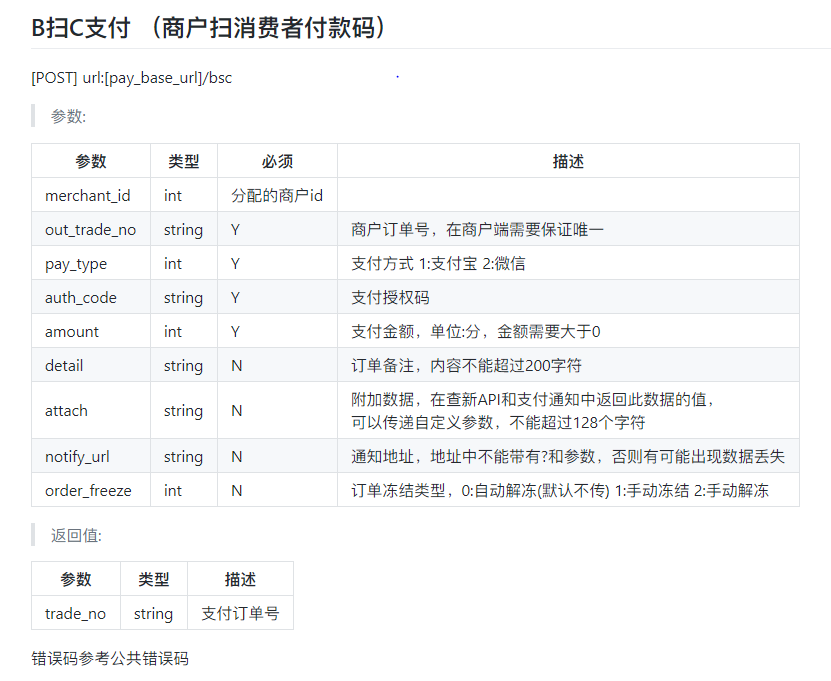 B扫C支付 （商户扫消费者付款码）
[POST] url:[pay_base_url]/bsc
参数:
参数 类型 必须 描述
merchant_id int 分配的商户id
out_trade_no string Y 商户订单号，在商户端需要保证唯一
pay_type int Y 支付方式 1:支付宝 2:微信
auth_code string Y 支付授权码
amount int Y 支付金额，单位:分，金额需要大于0
detail string N 订单备注，内容不能超过200字符
attach string N 附加数据，在查新API和支付通知中返回此数据的值，
可以传递自定义参数，不能超过128个字符
notify_url string N 通知地址，地址中不能带有?和参数，否则有可能出现数据丢失
order_freeze int N 订单冻结类型，0:自动解冻(默认不传) 1:手动冻结 2:手动解冻
返回值:
参数 类型 描述
trade_no string 支付订单号
错误码参考公共错误码